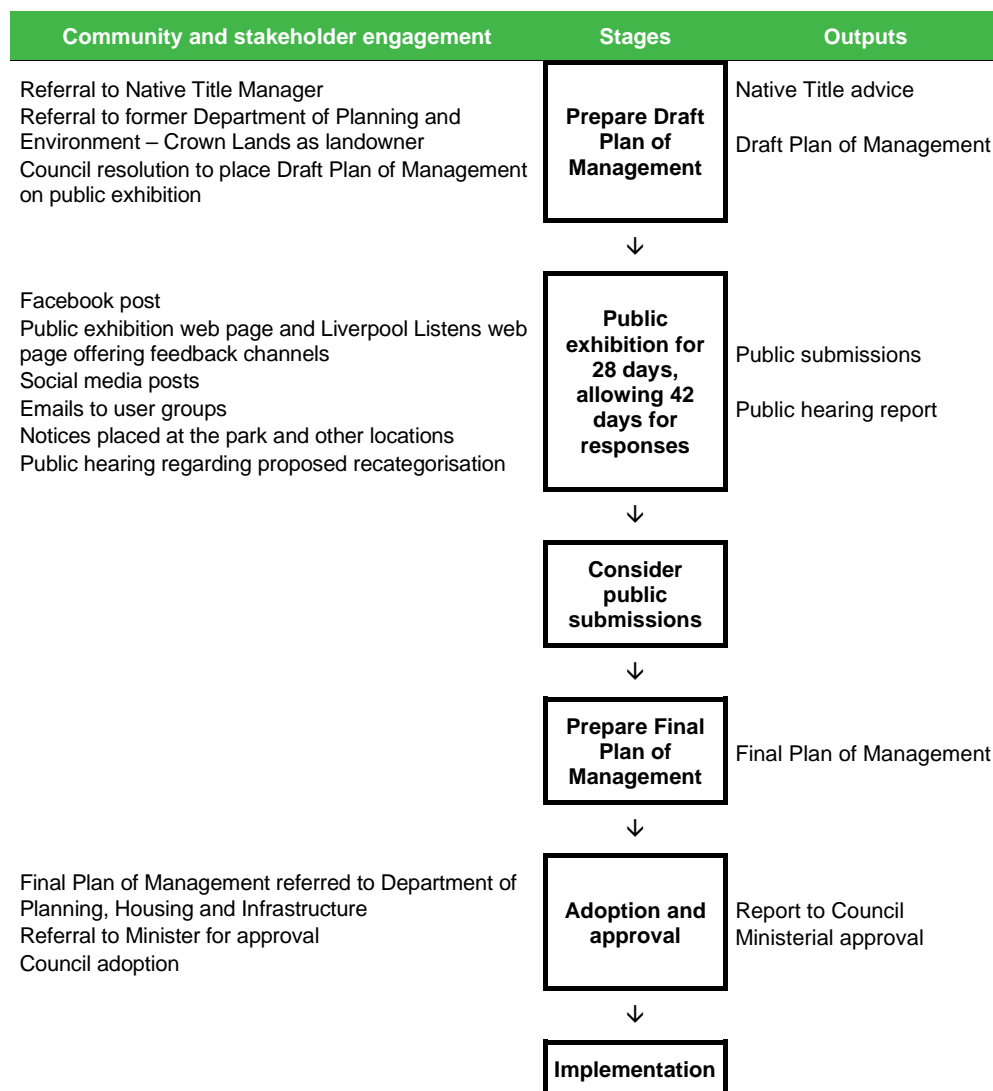 Community and stakeholder engagement Stages Outputs
Referral to Native Title Manager
Referral to former Department of Planning and
Environment – Crown Lands as landowner
Council resolution to place Draft Plan of Management
on public exhibition
Prepare Draft
Plan of
Management
Native Title advice
Draft Plan of Management
↓
Facebook post
Public exhibition web page and Liverpool Listens web
page offering feedback channels
Social media posts
Emails to user groups
Notices placed at the park and other locations
Public hearing regarding proposed recategorisation
Public
exhibition for
28 days,
allowing 42
days for
responses
Public submissions
Public hearing report
↓
Consider
public
submissions
↓
Prepare Final
Plan of
Management
Final Plan of Management
↓
Final Plan of Management referred to Department of
Planning, Housing and Infrastructure
Referral to Minister for approval
Council adoption
Adoption and
approval
Report to Council
Ministerial approval
↓
Implementation